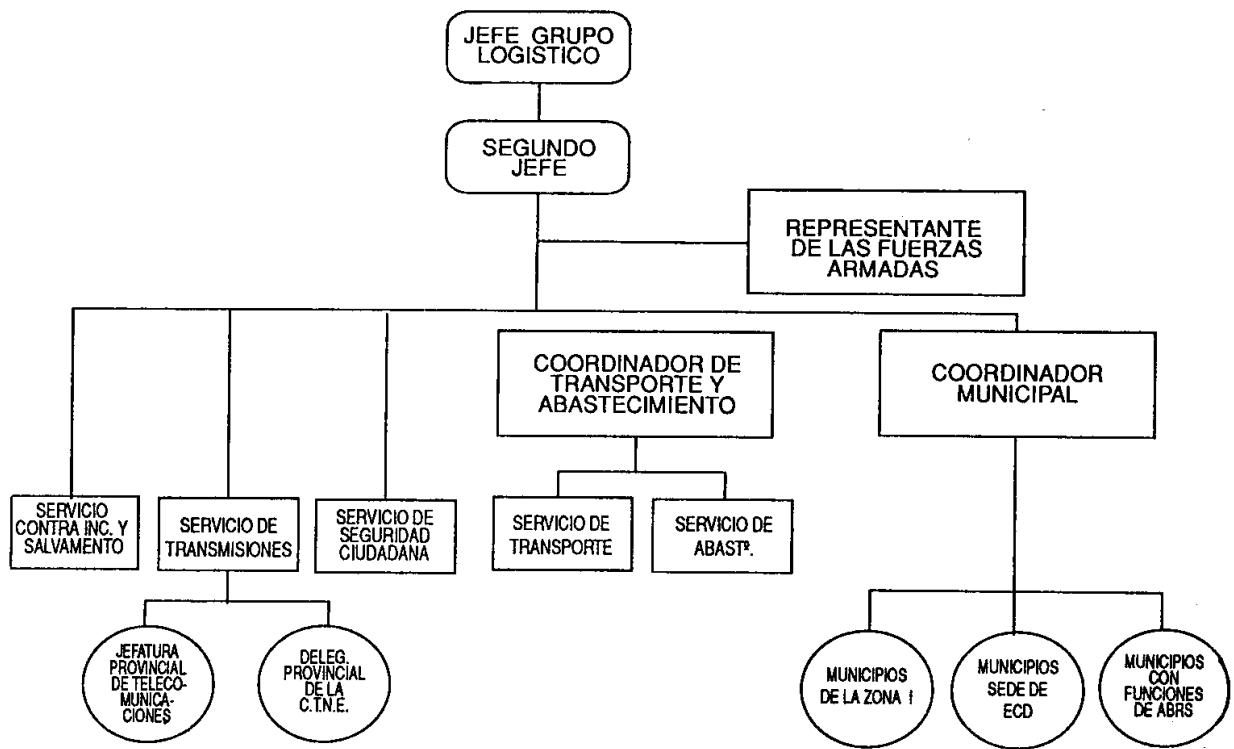 JEFE GRUPO
LOGISTICO
SEGUNDO
JEFE
REPRESENTANTE
DE LAS FUERZAS
ARMADAS
COORDINADOR DE
TRANSPORTE Y
ABASTECIMIENTO
COORDINADOR
MUNICIPAL
SERVICIO
CONTRA INC. Y
SALVAMENTO
SERVICIO DE
TRANSMISIONES
SERVICIO DE
SEGURIDAD
CIUDADANA
SERVICIO DE
TRANSPORTE
SERVICIO DE
ABASTº.
JEFATURA
PROVINCIAL
DE TELECO-
MUNICA-
CIONES
DELEG.
PROVINCIAL
DE LA
C.T.N.E.
MUNICIPIOS
DE LA ZONA I
MUNICIPIOS
SEDE DE
ECD
MUNICIPIOS
CON
FUNCIONES
DE ABRS